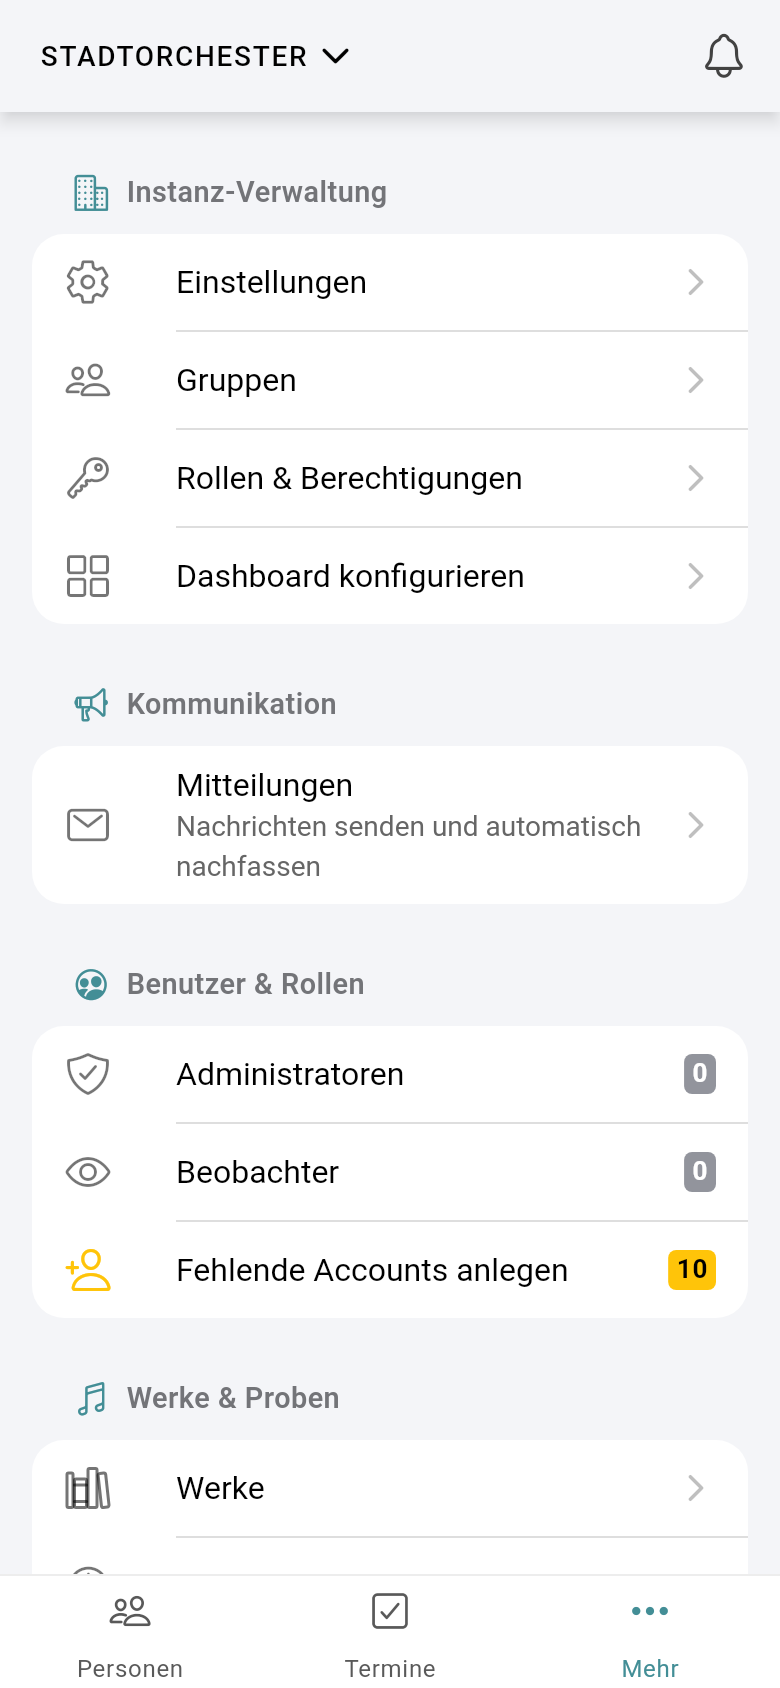 STADTORCHESTER
Instanz-Verwaltung
Einstellungen
Gruppen
Rollen & Berechtigungen
Dashboard konfigurieren
Kommunikation
Mitteilungen
Nachrichten senden und automatisch
nachfassen
Benutzer & Rollen
Administratoren 0
Beobachter 0
Fehlende Accounts anlegen 10
Werke & Proben
Werke
Personen Termine Mehr